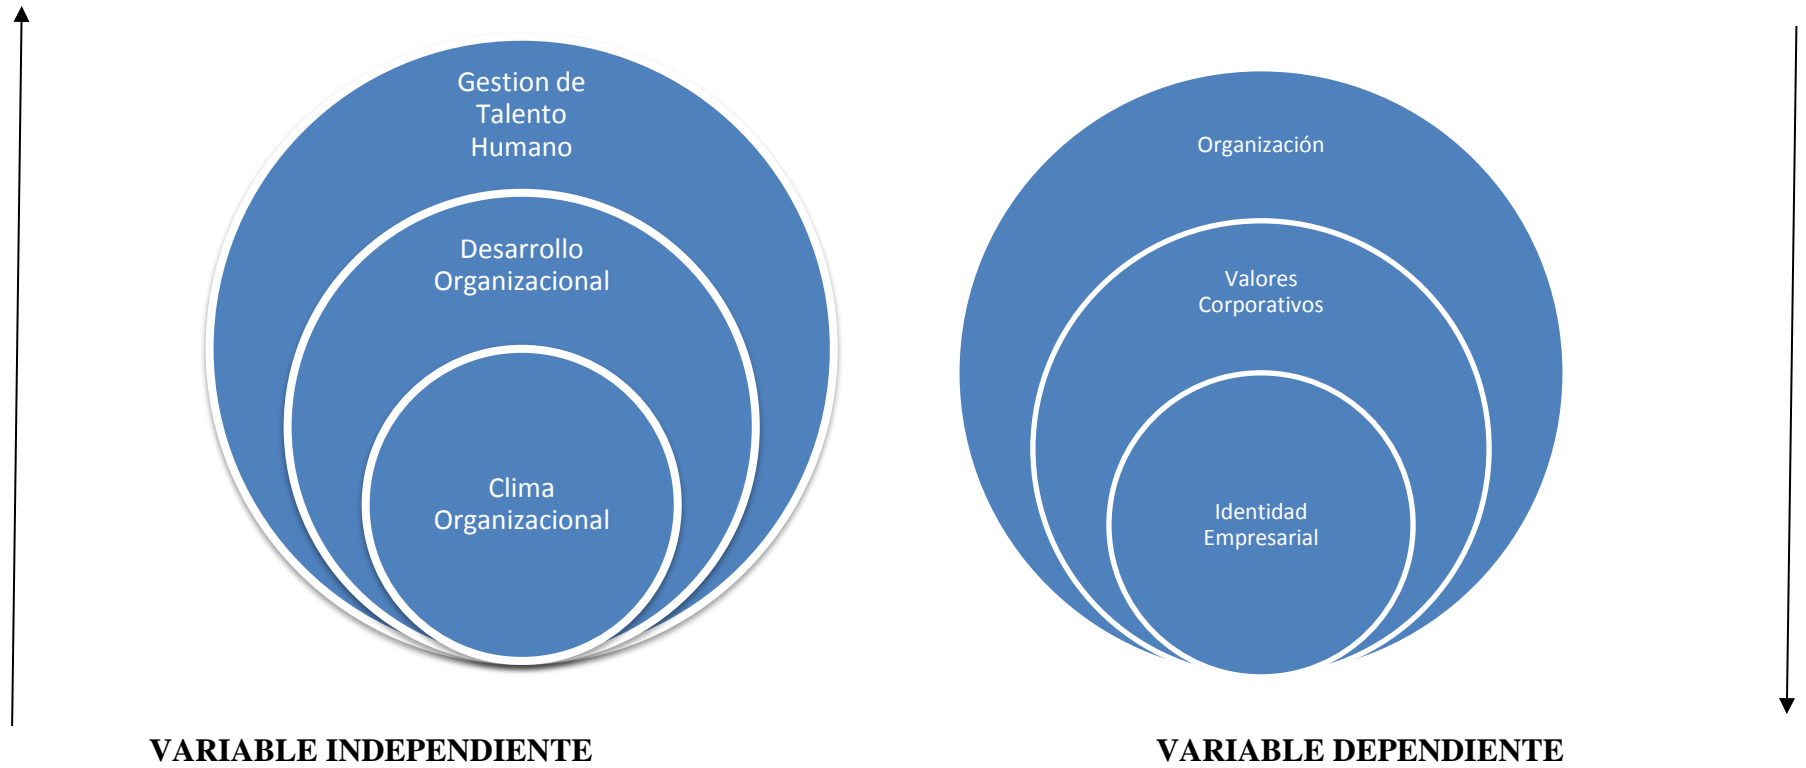 Gestion de
Talento
Humano
Desarrollo
Organizacional
Clima
Organizacional
Organización
Valores
Corporativos
Identidad
Empresarial
VARIABLE INDEPENDIENTE
VARIABLE DEPENDIENTE